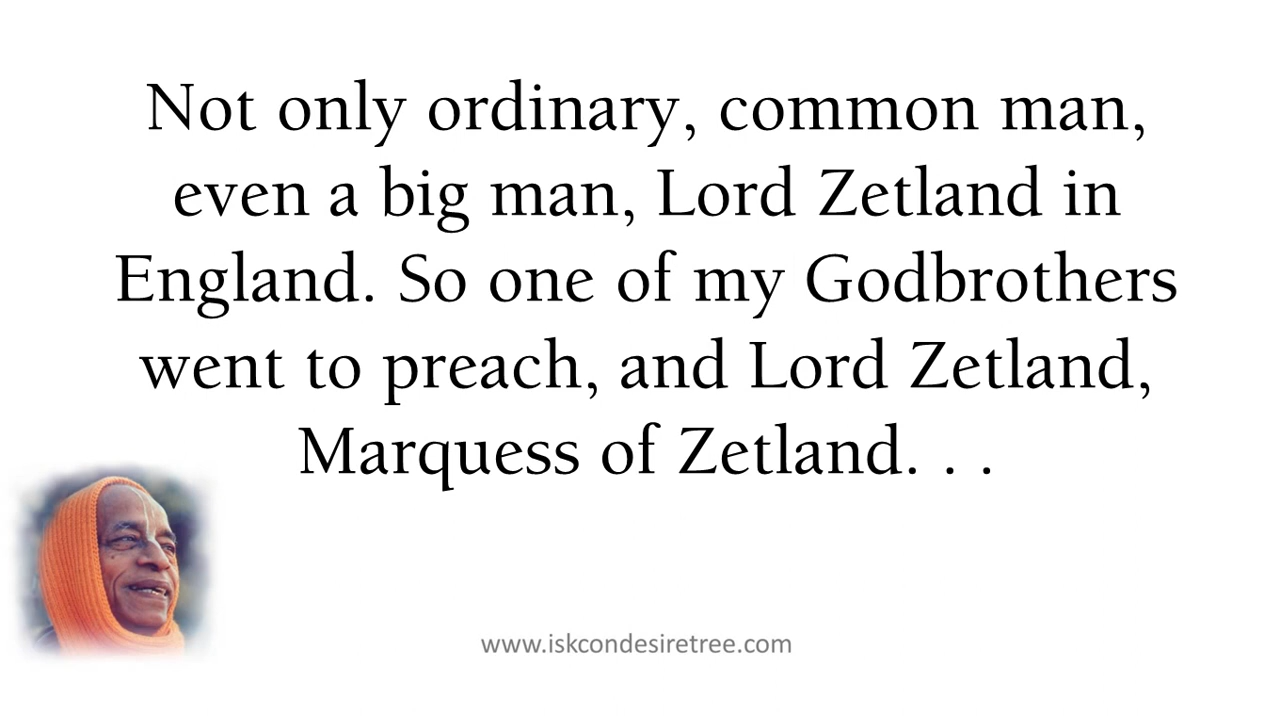 Not only ordinary, common man,
even a big man, Lord Zetland in
England. So one of my Godbrothers
went to preach, and Lord Zetland,
Marquess of Zetland. . .
www.iskcondesiretree.com